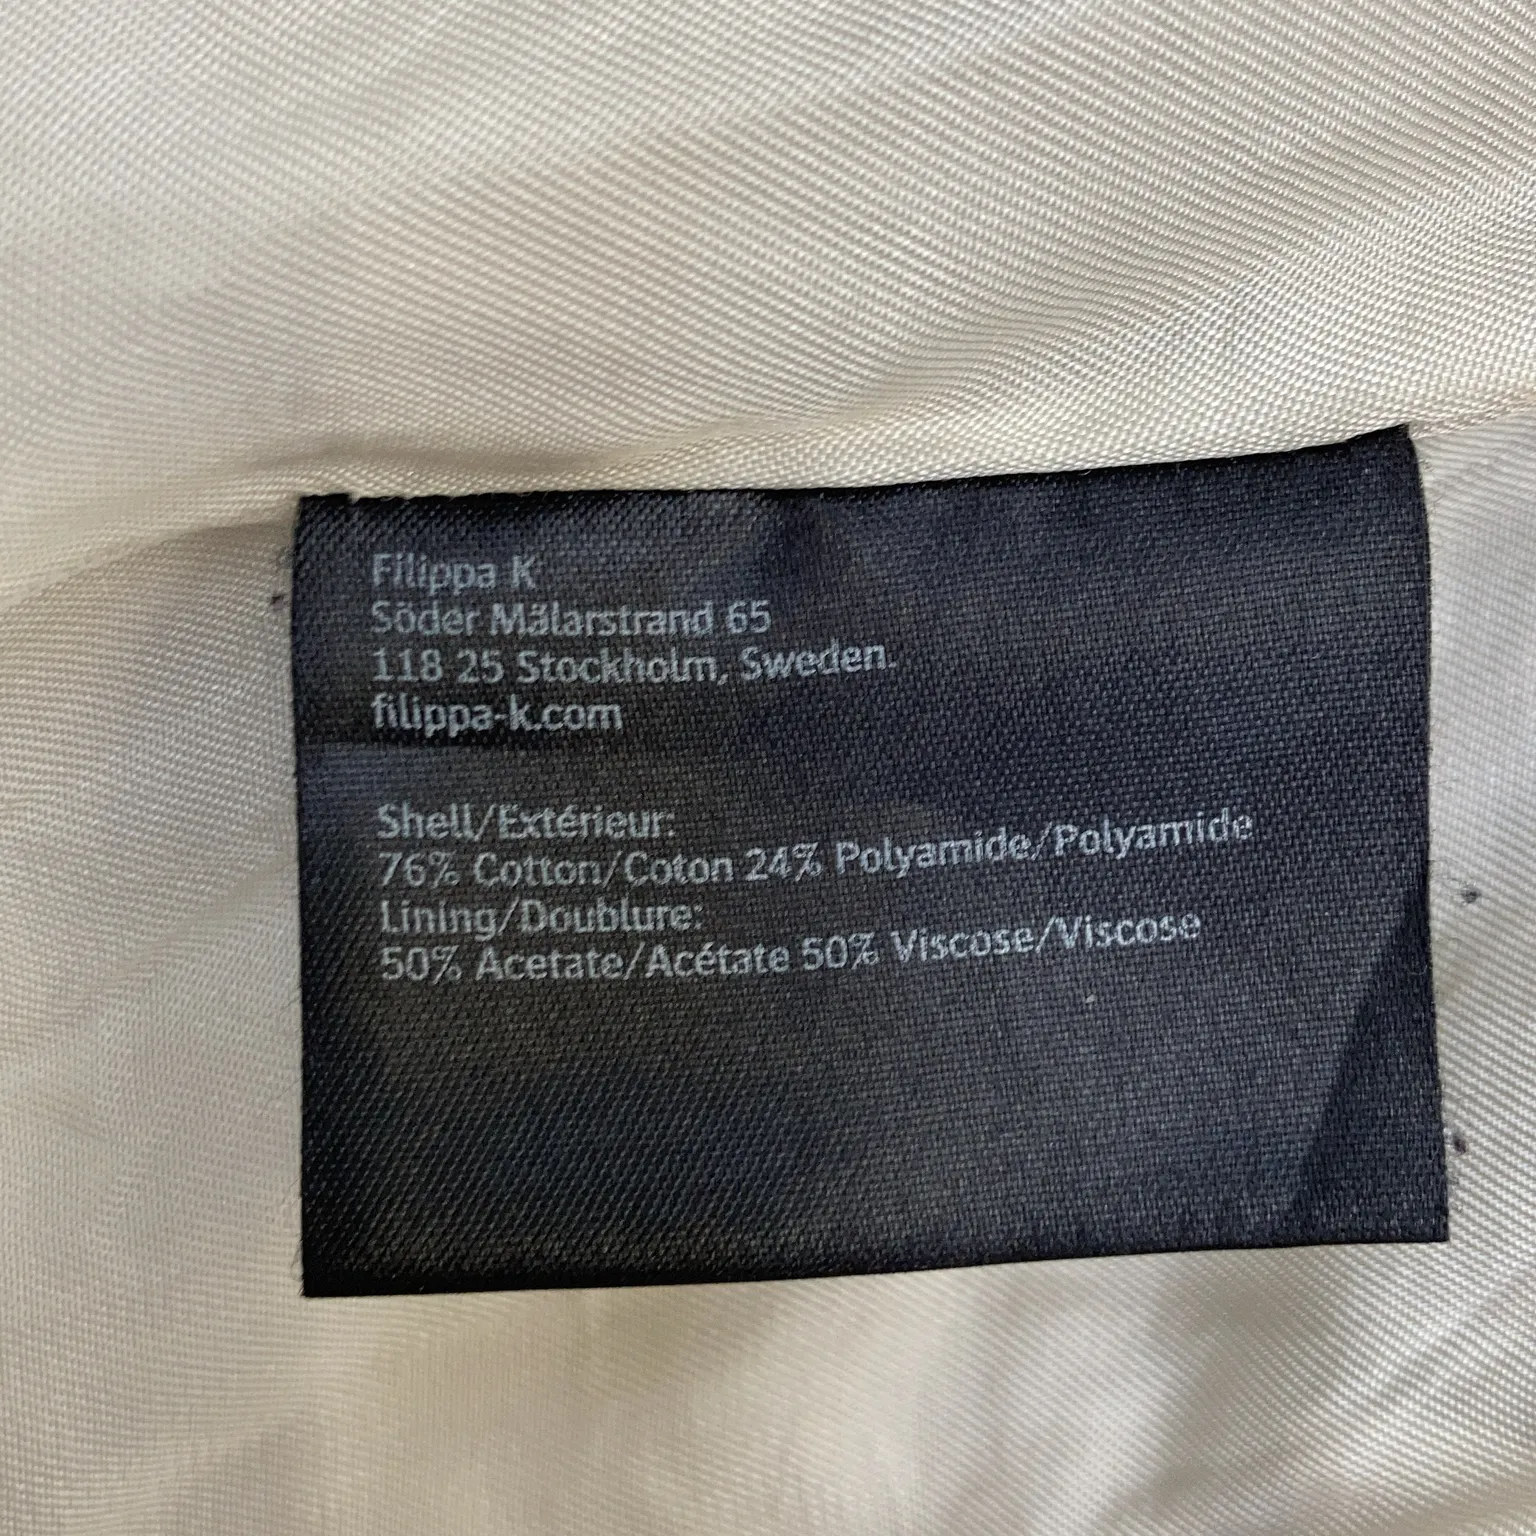 Filippa K
Söder Mälarstrand 65
118 25 Stockholm, Sweden.
filippa-k.com
Shell/Extérieur:
76% Cotton/Coton 24% Polyamide/Polyamide
Lining/Doublure:
50% Acetate/Acétate 50% Viscose/Viscose